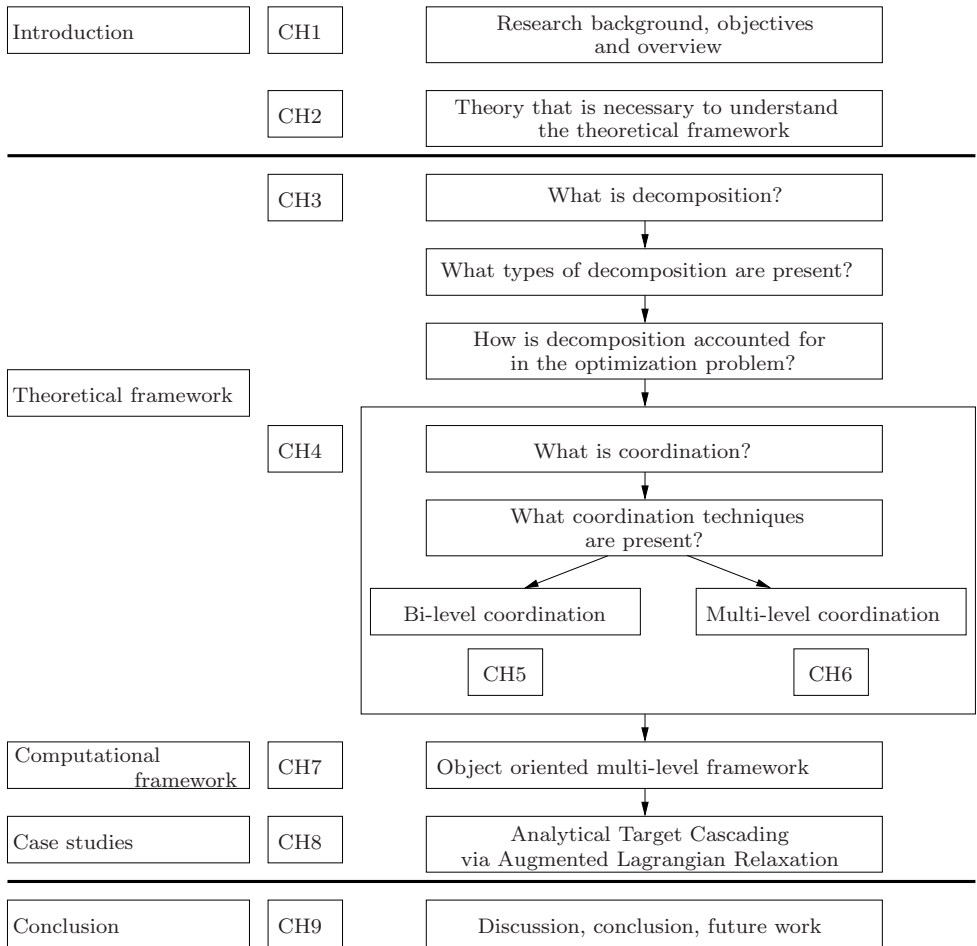 Introduction
CH1
Research background, objectives
and overview
CH2
Theory that is necessary to understand
the theoretical framework
CH3
What is decomposition?
What types of decomposition are present?
How is decomposition accounted for
in the optimization problem?
Theoretical framework
CH4
What is coordination?
What coordination techniques
are present?
Bi-level coordination
Multi-level coordination
CH5
CH6
Computational
framework
CH7
Object oriented multi-level framework
Case studies
CH8
Analytical Target Cascading
via Augmented Lagrangian Relaxation
Conclusion
CH9
Discussion, conclusion, future work